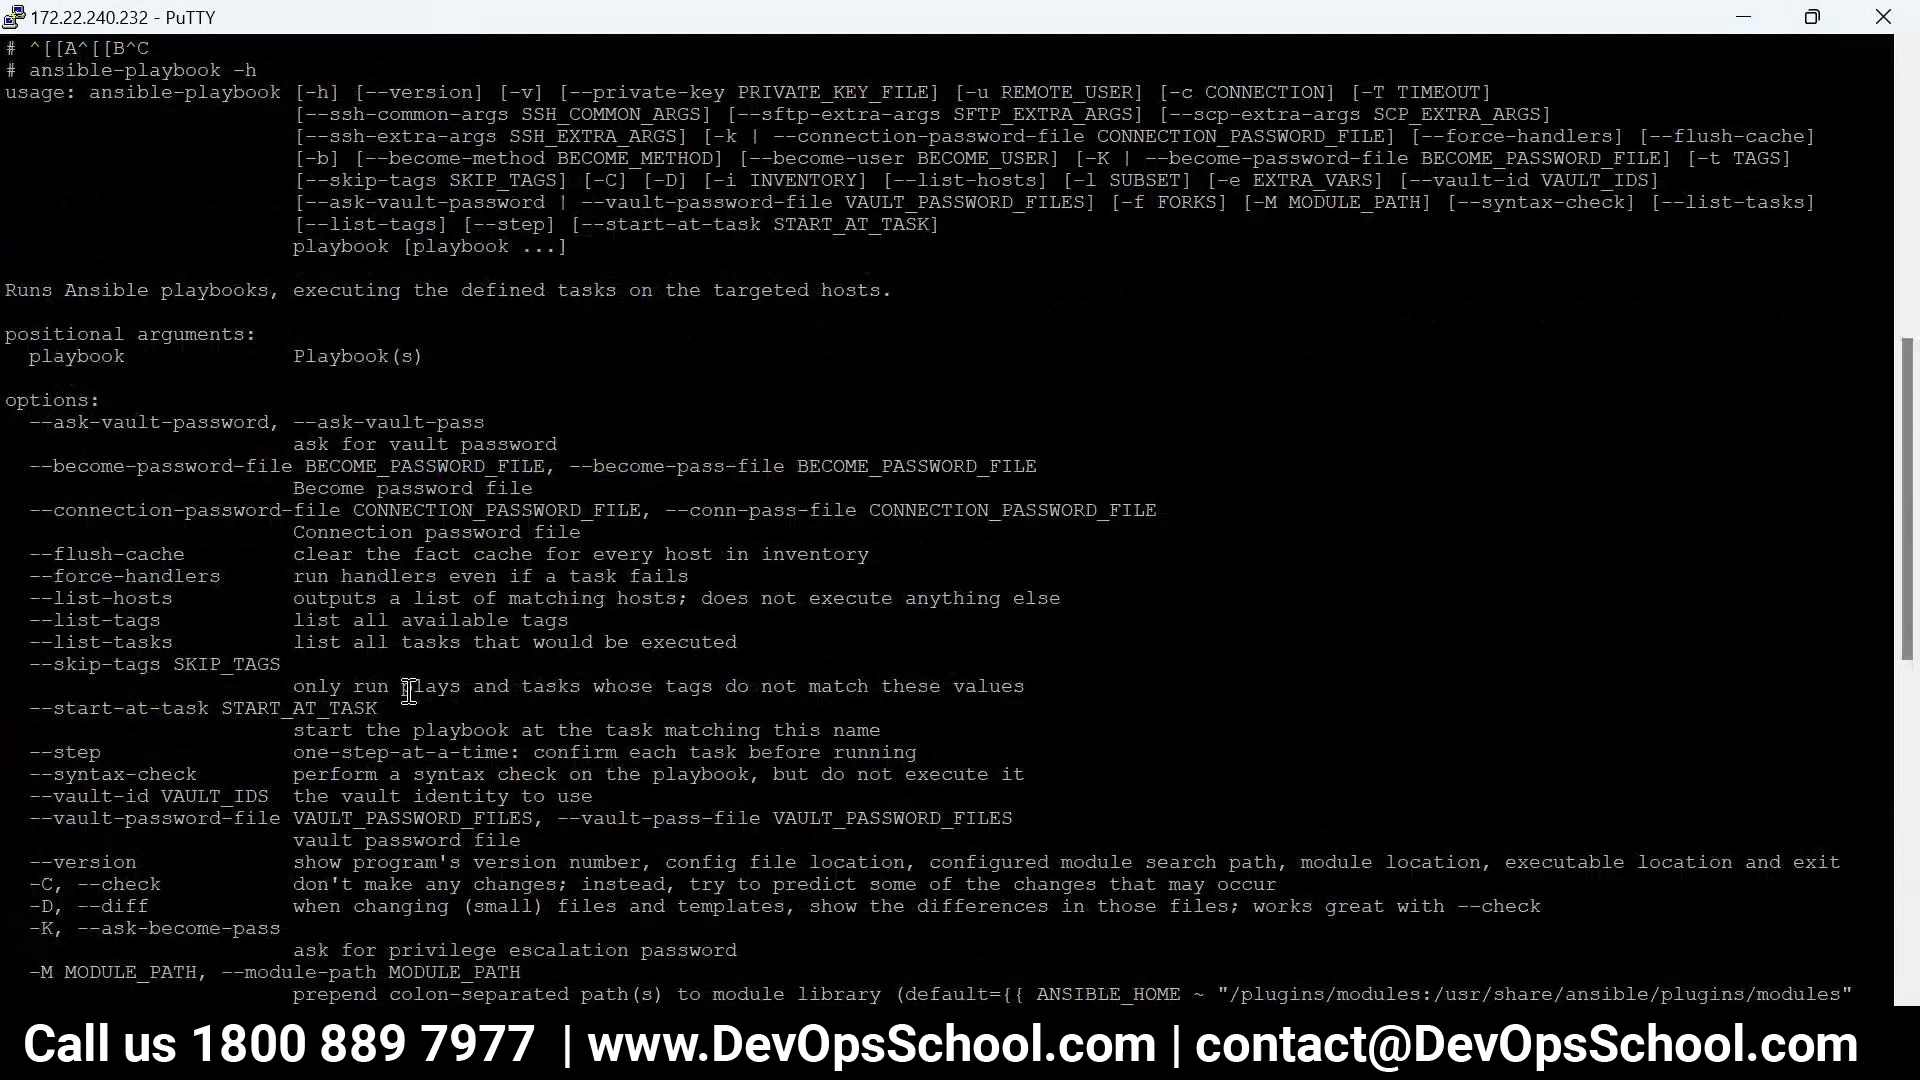 172.22.240.232 - PuTTY
# ^[[A^[[B^C
# ansible-playbook -h
usage: ansible-playbook [-h] [--version] [-v] [--private-key PRIVATE_KEY_FILE] [-u REMOTE_USER] [-c CONNECTION] [-T TIMEOUT]
[--ssh-common-args SSH_COMMON_ARGS] [--sftp-extra-args SFTP_EXTRA_ARGS] [--scp-extra-args SCP_EXTRA_ARGS]
[--ssh-extra-args SSH_EXTRA_ARGS] [-k | --connection-password-file CONNECTION_PASSWORD_FILE] [--force-handlers] [--flush-cache]
[-b] [--become-method BECOME_METHOD] [--become-user BECOME_USER] [-K | --become-password-file BECOME_PASSWORD_FILE] [-t TAGS]
[--skip-tags SKIP_TAGS] [-C] [-D] [-i INVENTORY] [--list-hosts] [-l SUBSET] [-e EXTRA_VARS] [--vault-id VAULT_IDS]
[--ask-vault-password | --vault-password-file VAULT_PASSWORD_FILES] [-f FORKS] [-M MODULE_PATH] [--syntax-check] [--list-tasks]
[--list-tags] [--step] [--start-at-task START_AT_TASK]
playbook [playbook ...]
Runs Ansible playbooks, executing the defined tasks on the targeted hosts.
positional arguments:
playbook Playbook(s)
options:
--ask-vault-password, --ask-vault-pass
ask for vault password
--become-password-file BECOME_PASSWORD_FILE, --become-pass-file BECOME_PASSWORD_FILE
Become password file
--connection-password-file CONNECTION_PASSWORD_FILE, --conn-pass-file CONNECTION_PASSWORD_FILE
Connection password file
--flush-cache clear the fact cache for every host in inventory
--force-handlers run handlers even if a task fails
--list-hosts outputs a list of matching hosts; does not execute anything else
--list-tags list all available tags
--list-tasks list all tasks that would be executed
--skip-tags SKIP_TAGS
only run plays and tasks whose tags do not match these values
--start-at-task START_AT_TASK
start the playbook at the task matching this name
--step one-step-at-a-time: confirm each task before running
--syntax-check perform a syntax check on the playbook, but do not execute it
--vault-id VAULT_IDS the vault identity to use
--vault-password-file VAULT_PASSWORD_FILES, --vault-pass-file VAULT_PASSWORD_FILES
vault password file
--version show program's version number, config file location, configured module search path, module location, executable location and exit
-C, --check don't make any changes; instead, try to predict some of the changes that may occur
-D, --diff when changing (small) files and templates, show the differences in those files; works great with --check
-K, --ask-become-pass
ask for privilege escalation password
-M MODULE_PATH, --module-path MODULE_PATH
prepend colon-separated path(s) to module library (default={{ ANSIBLE_HOME ~ "/plugins/modules:/usr/share/ansible/plugins/modules"
Call us 1800 889 7977 | www.DevOpsSchool.com | contact@DevOpsSchool.com